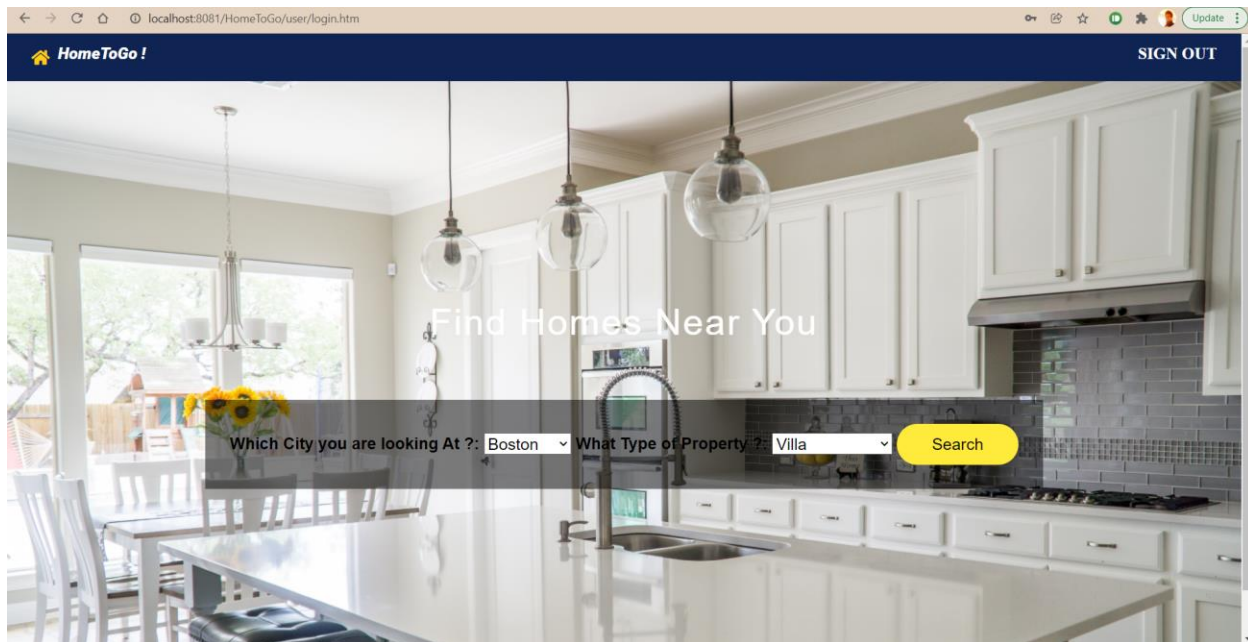 localhost:8081/HomeToGo/user/login.htm
Update
HomeToGo !
SIGN OUT
Find Homes Near You
Which City you are looking At ?: Boston What Type of Property ?: Villa Search